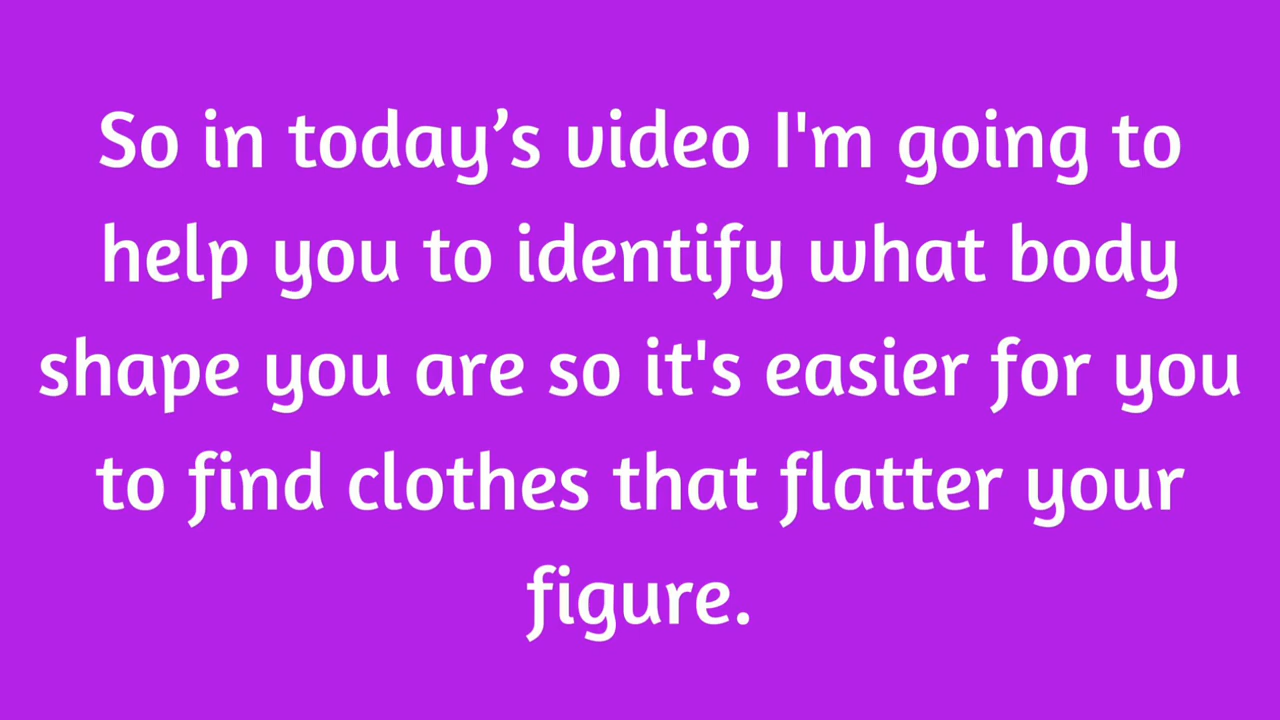 So in today’s video I'm going to
help you to identify what body
shape you are so it's easier for you
to find clothes that flatter your
figure.